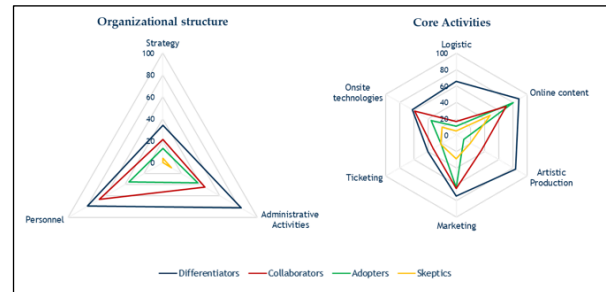 Organizational structure
Strategy
100
80
60
40
20
0
Personnel
Administrative
Activities
Core Activities
Logistic
100
80
60
40
20
0
Onsite
technologies
Online content
Ticketing
Artistic
Production
Marketing
Differentiators
Collaborators
Adopters
Skeptics